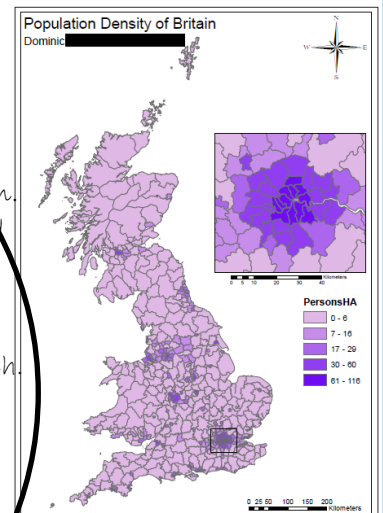 Population Density of Britain
Dominic
N
W
E
S
0 5 10 20 30 40
Kilometers
PersonsHA
0 - 6
7 - 16
17 - 29
30 - 60
61 - 116
0 25 50 100 150 200
Kilometers